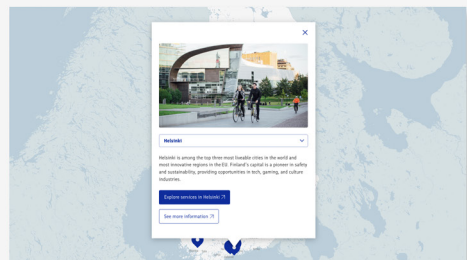 Helsinki
Helsinki is among the top three most liveable cities in the world and
most innovative regions in the EU. Finland's capital is a pioneer in safety
and sustainability, providing opportunities in tech, gaming, and culture
industries.
Explore services in Helsinki
See more information